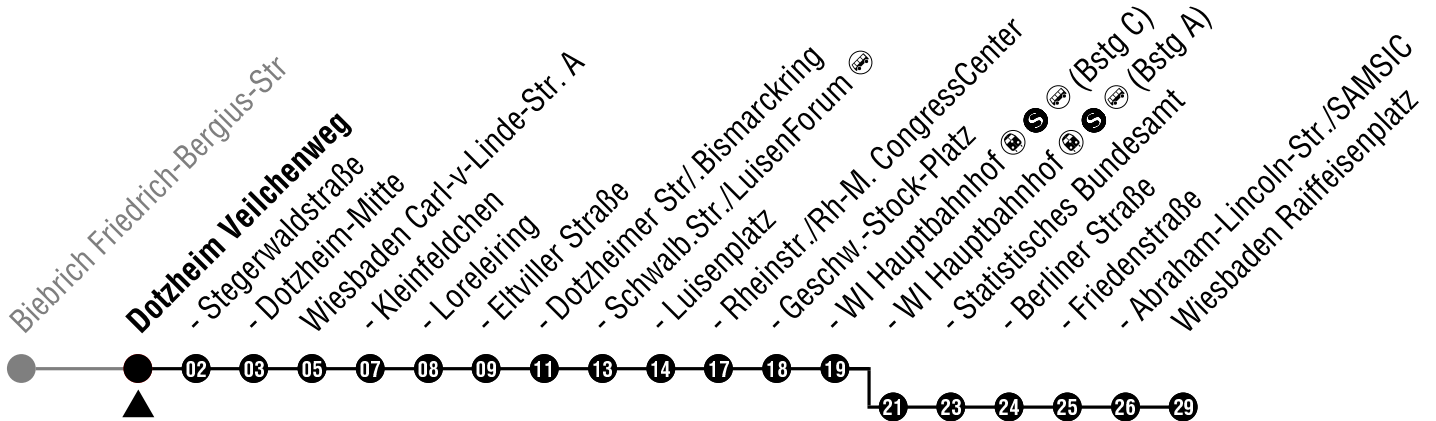 Biebrich Friedrich-Bergius-Str
Dotzheim Veilchenweg
- Stegerwaldstraße
- Dotzheim-Mitte
Wiesbaden Carl-v-Linde-Str. A
- Kleinfeldchen
- Loreleiring
- Eltviller Straße
- Dotzheimer Str/.Bismarckring
- Schwalb.Str./LuisenForum
- Luisenplatz
- Rheinstr./Rh-M. CongressCenter
- Geschw.-Stock-Platz
- WI Hauptbahnhof S (Bstg C)
- WI Hauptbahnhof S (Bstg A)
- Statistisches Bundesamt
- Berliner Straße
- Friedenstraße
- Abraham-Lincoln-Str./SAMSIC
Wiesbaden Raiffeisenplatz
02 03 05 07 08 09 11 13 14 17 18 19
21 23 24 25 26 29